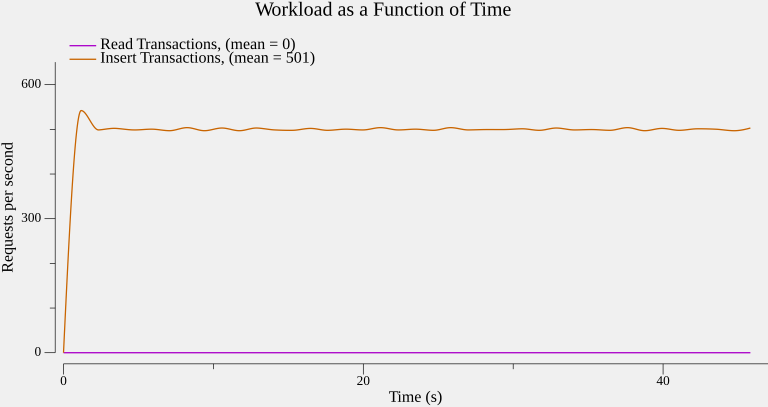 Workload as a Function of Time
Read Transactions, (mean = 0)
Insert Transactions, (mean = 501)
600
300
0
Requests per second
0 20 40
Time (s)